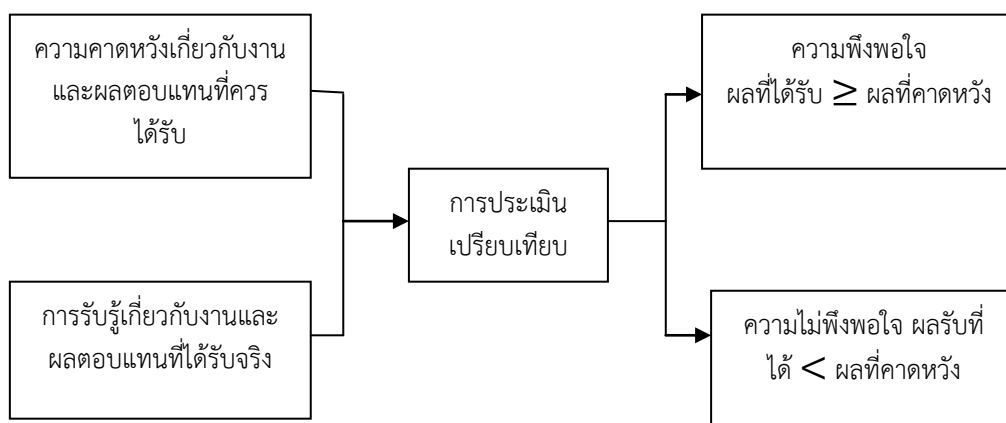 ความคาดหวังเกี่ยวกับงาน
และผลตอบแทนที่ควร
ได้รับ
ความพึงพอใจ
ผลที่ได้รับ ≥ ผลที่คาดหวัง
การประเมิน
เปรียบเทียบ
การรับรู้เกี่ยวกับงานและ
ผลตอบแทนที่ได้รับจริง
ความไม่พึงพอใจ ผลรับที่
ได้ < ผลที่คาดหวัง